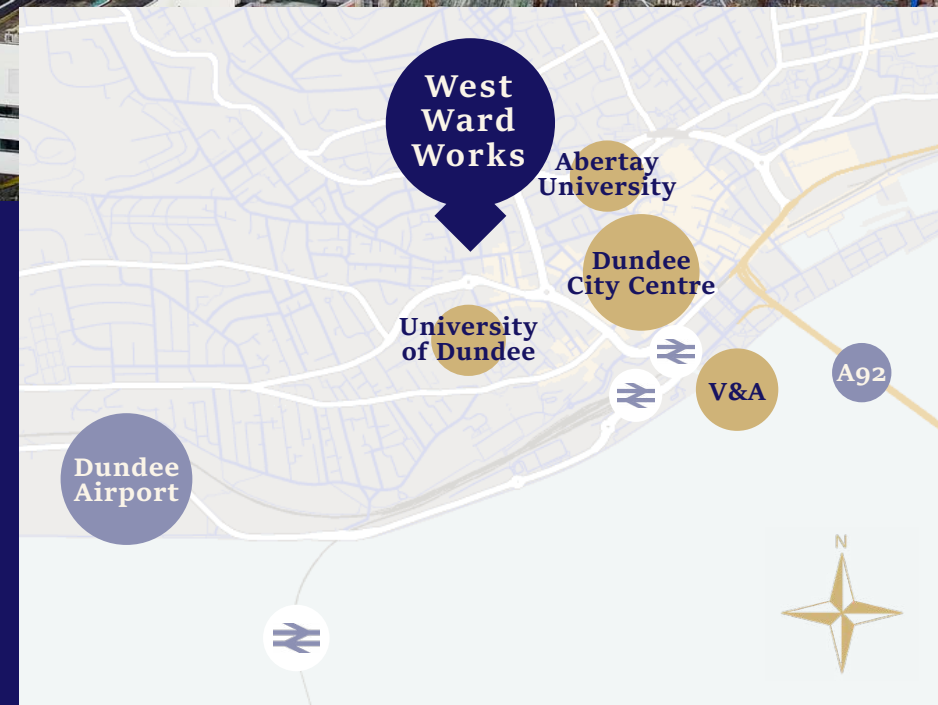 West
Ward
Works
Abertay
University
Dundee
City Centre
University
of Dundee
V&A
A92
Dundee
Airport
N